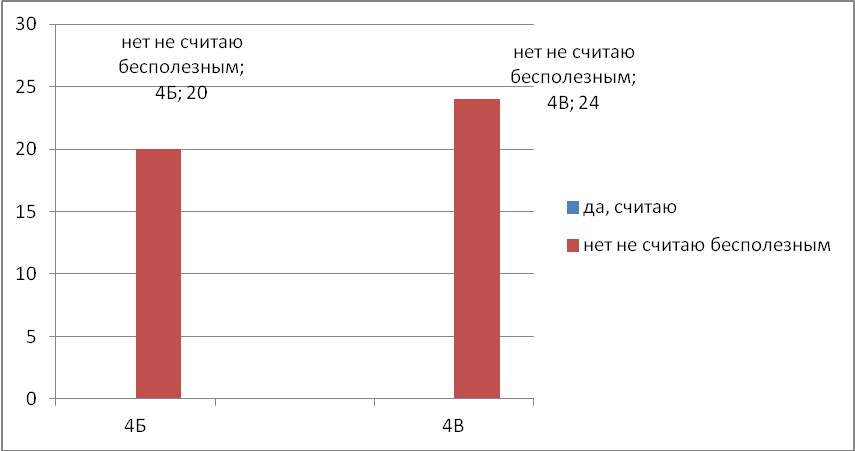 30
25
20
15
10
5
0
нет не считаю
бесполезным;
4Б; 20
нет не считаю
бесполезным;
4В; 24
4Б
4В
да, считаю
нет не считаю бесполезным